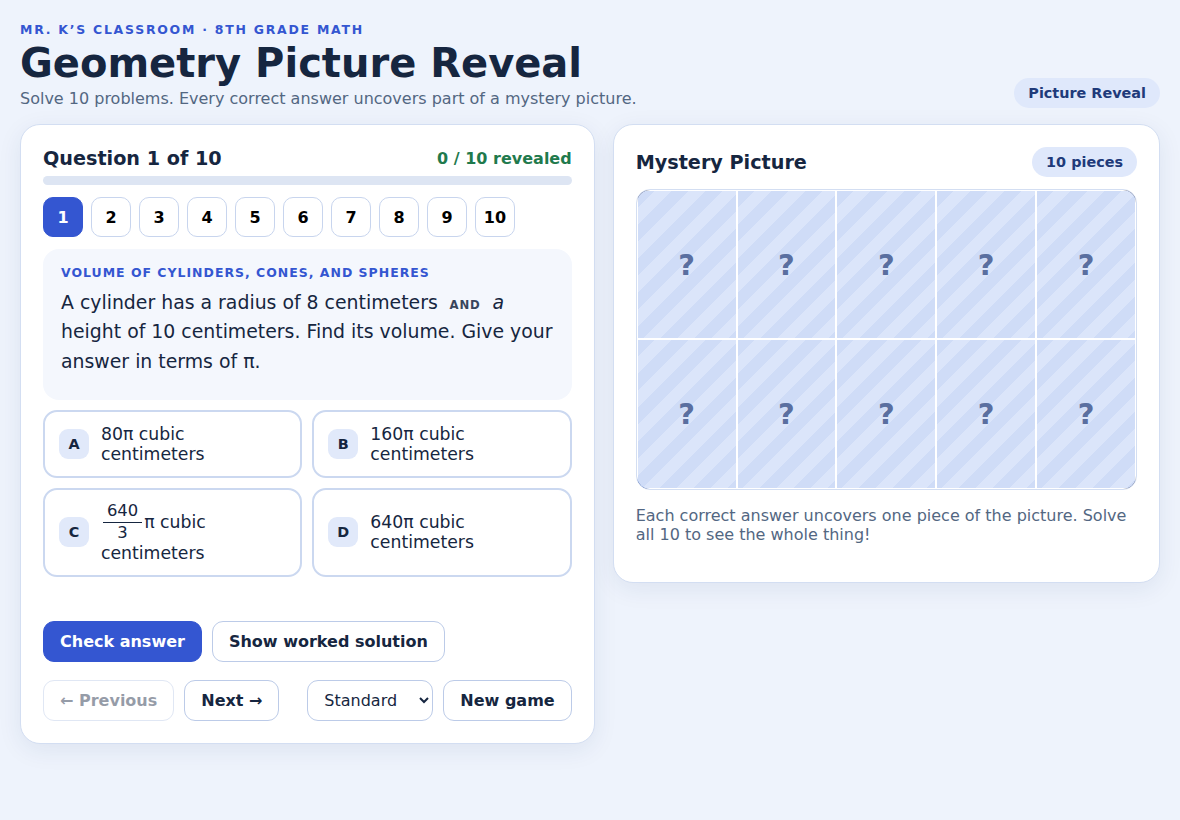 MR. K’S CLASSROOM · 8TH GRADE MATH
Geometry Picture Reveal
Solve 10 problems. Every correct answer uncovers part of a mystery picture.
Picture Reveal
Question 1 of 10
0 / 10 revealed
1 2 3 4 5 6 7 8 9 10
VOLUME OF CYLINDERS, CONES, AND SPHERES
A cylinder has a radius of 8 centimeters AND a
height of 10 centimeters. Find its volume. Give your
answer in terms of π.
A 80π cubic
centimeters
B 160π cubic
centimeters
C 640/3 π cubic
centimeters
D 640π cubic
centimeters
Check answer
Show worked solution
← Previous
Next →
Standard
New game
Mystery Picture
10 pieces
? ? ? ? ?
? ? ? ? ?
Each correct answer uncovers one piece of the picture. Solve
all 10 to see the whole thing!